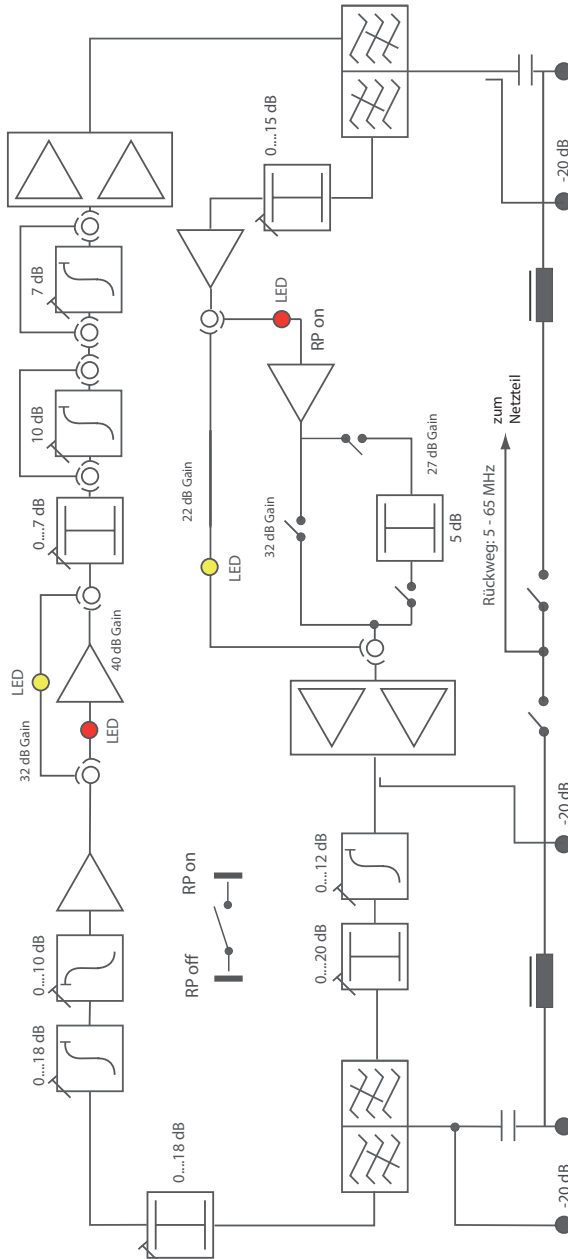 LED
32 dB Gain
0....18 dB
0....10 dB
0....7 dB
10 dB
7 dB
LED
40 dB Gain
0....18 dB
RP off
RP on
22 dB Gain
LED
0....15 dB
32 dB Gain
LED
RP on
0....20 dB
0....12 dB
27 dB Gain
5 dB
Rückweg: 5 - 65 MHz
zum
Netzteil
-20 dB
-20 dB
-20 dB